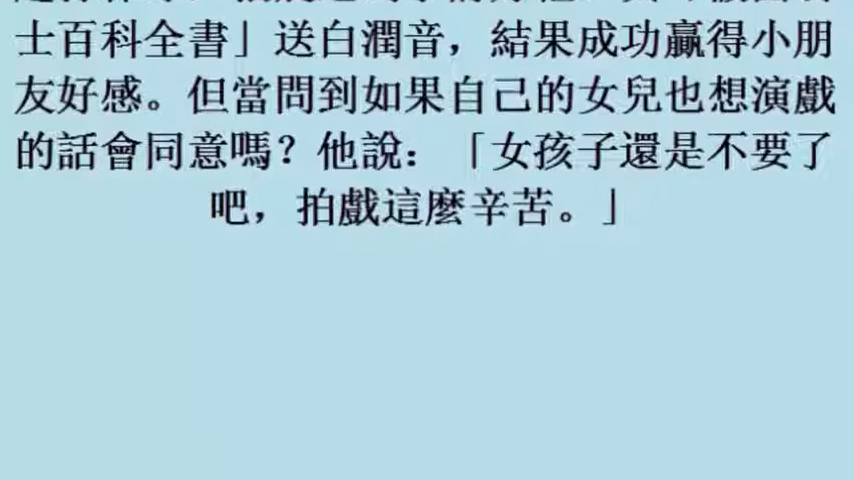 士百科全書」送白潤音，結果成功贏得小朋
友好感。但當問到如果自己的女兒也想演戲
的話會同意嗎？他說：「女孩子還是不要了
吧，拍戲這麼辛苦。」